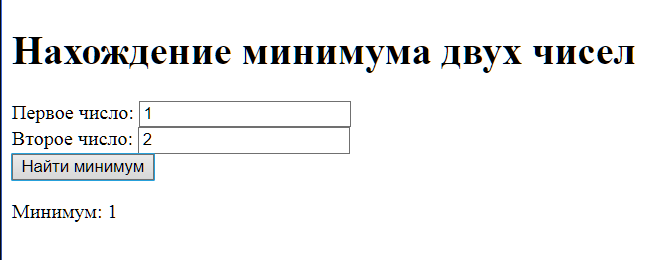 Нахождение минимума двух чисел
Первое число: 1
Второе число: 2
Найти минимум
Минимум: 1